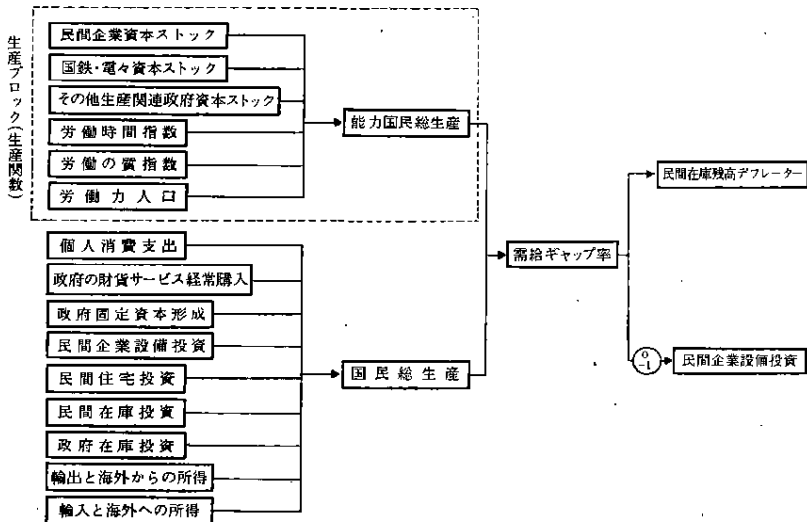 生産ブロック(生産関数)
民間企業資本ストック
国鉄・電々資本ストック
その他生産関連政府資本ストック
労働時間指数
労働の質指数
労働力人口
能力国民総生産
個人消費支出
政府の財貨サービス経常購入
政府固定資本形成
民間企業設備投資
民間住宅投資
民間在庫投資
政府在庫投資
輸出と海外からの所得
輸入と海外への所得
国民総生産
需給ギャップ率
民間在庫残高デフレーター
0
-1
民間企業設備投資